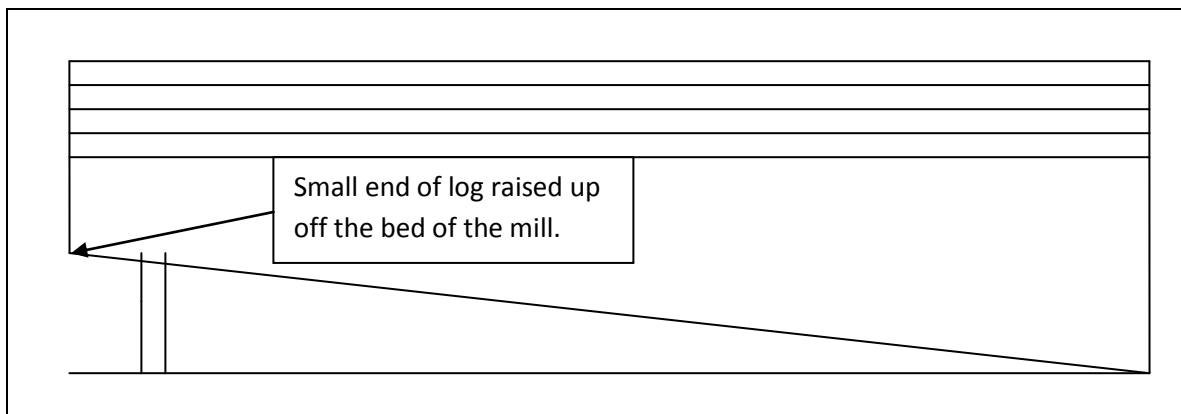 Small end of log raised up
off the bed of the mill.